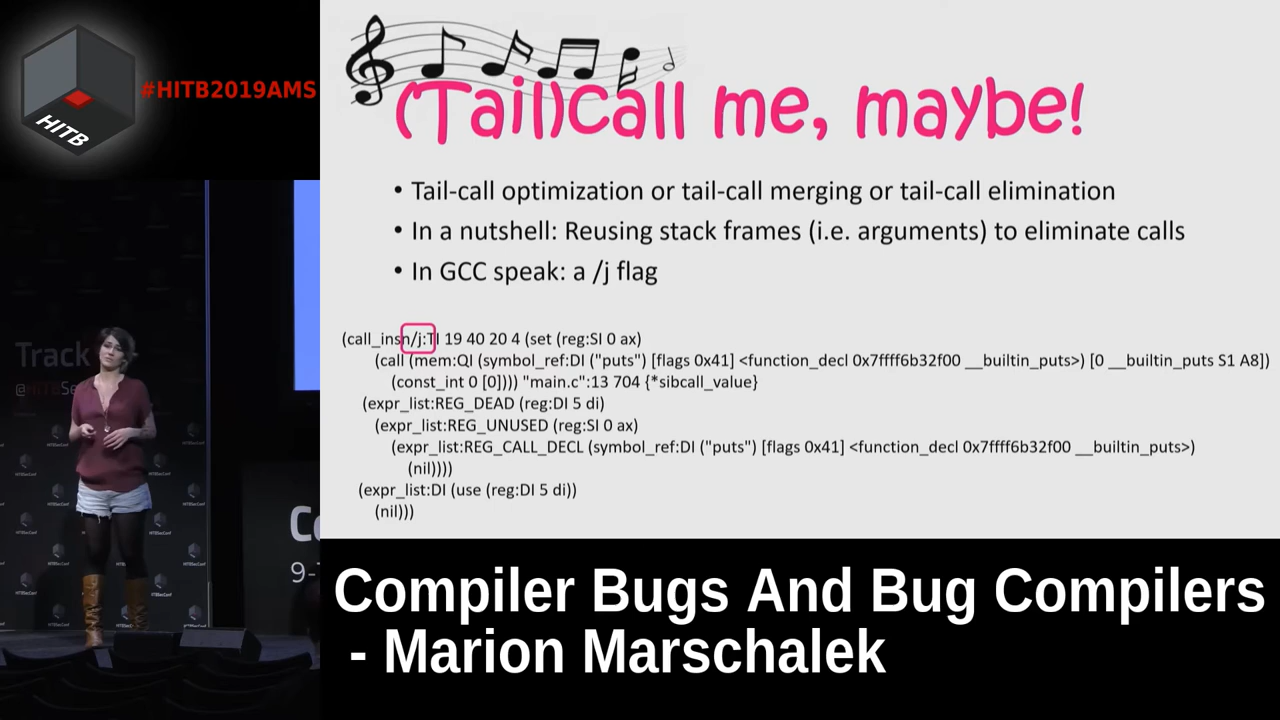 #HITB2019AMS
HITB
(Tail)call me, maybe!
• Tail-call optimization or tail-call merging or tail-call elimination
• In a nutshell: Reusing stack frames (i.e. arguments) to eliminate calls
• In GCC speak: a /j flag
(call_insn/j:TI 19 40 20 4 (set (reg:SI 0 ax)
(call (mem:QI (symbol_ref:DI ("puts") [flags 0x41] <function_decl 0x7ffff6b32f00 __builtin_puts>) [0 __builtin_puts S1 A8])
(const_int 0 [0]))) "main.c":13 704 {*sibcall_value}
(expr_list:REG_DEAD (reg:DI 5 di)
(expr_list:REG_UNUSED (reg:SI 0 ax)
(expr_list:REG_CALL_DECL (symbol_ref:DI ("puts") [flags 0x41] <function_decl 0x7ffff6b32f00 __builtin_puts>)
(nil))))
(expr_list:DI (use (reg:DI 5 di))
(nil)))
Track
Compiler Bugs And Bug Compilers
- Marion Marschalek